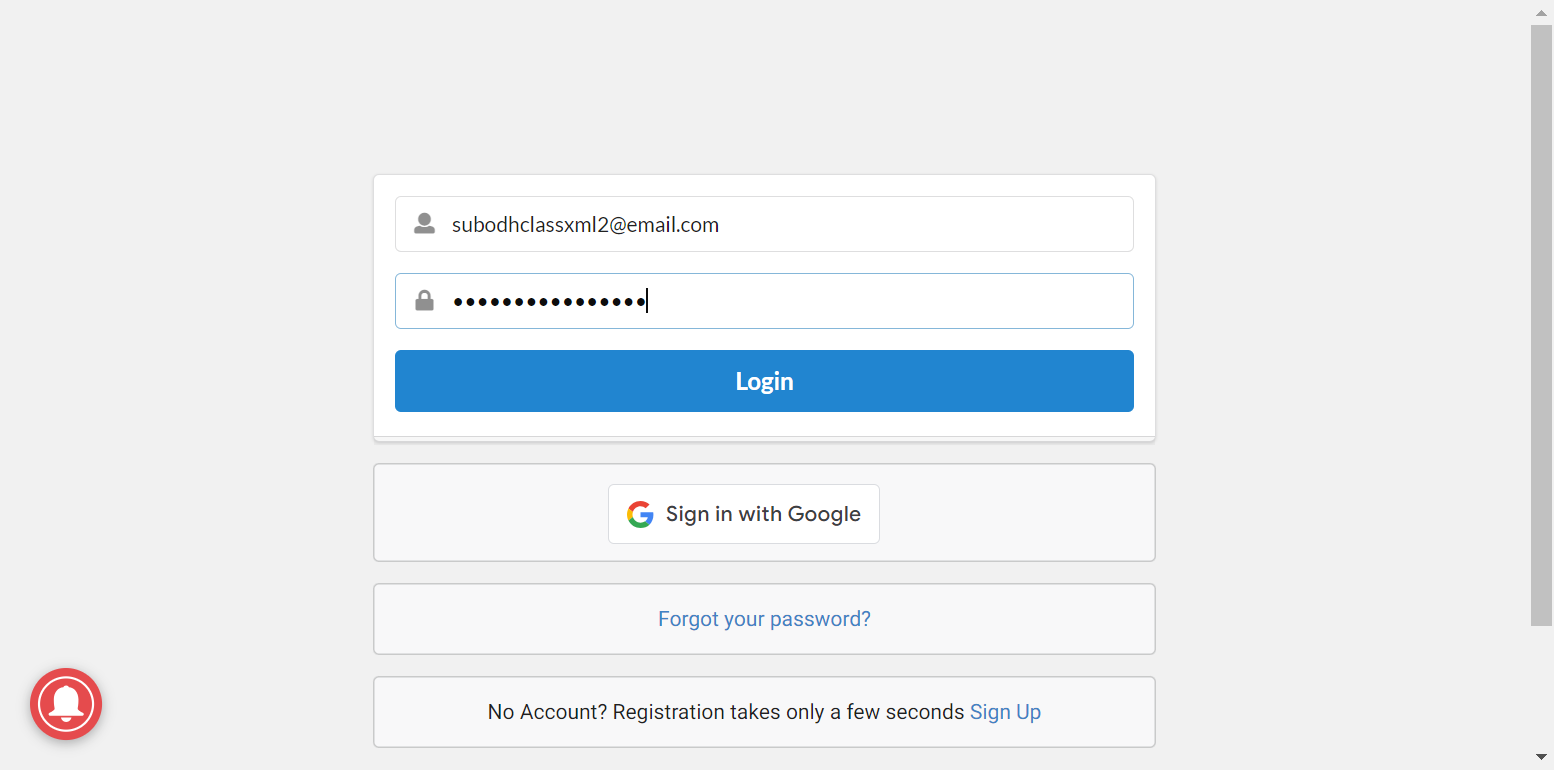 subodhclassxml2@email.com
••••••••••••••••
Login
Sign in with Google
Forgot your password?
No Account? Registration takes only a few seconds Sign Up